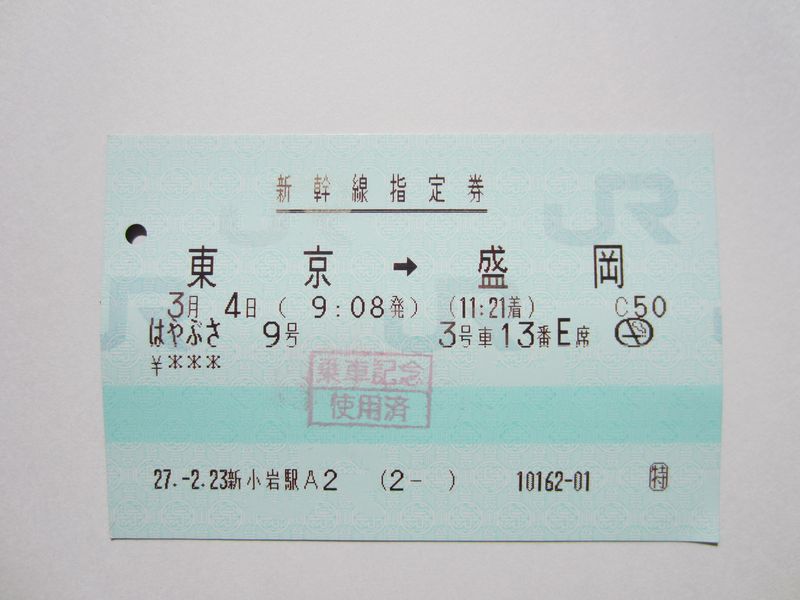 新幹線指定券
JR
東京 → 盛岡
3月 4日 ( 9:08発) (11:21着) C50
はやぶさ 9号 3号車13番E席
¥***
乗車記念
使用済
27.-2.23新小岩駅A2 (2- ) 10162-01 特